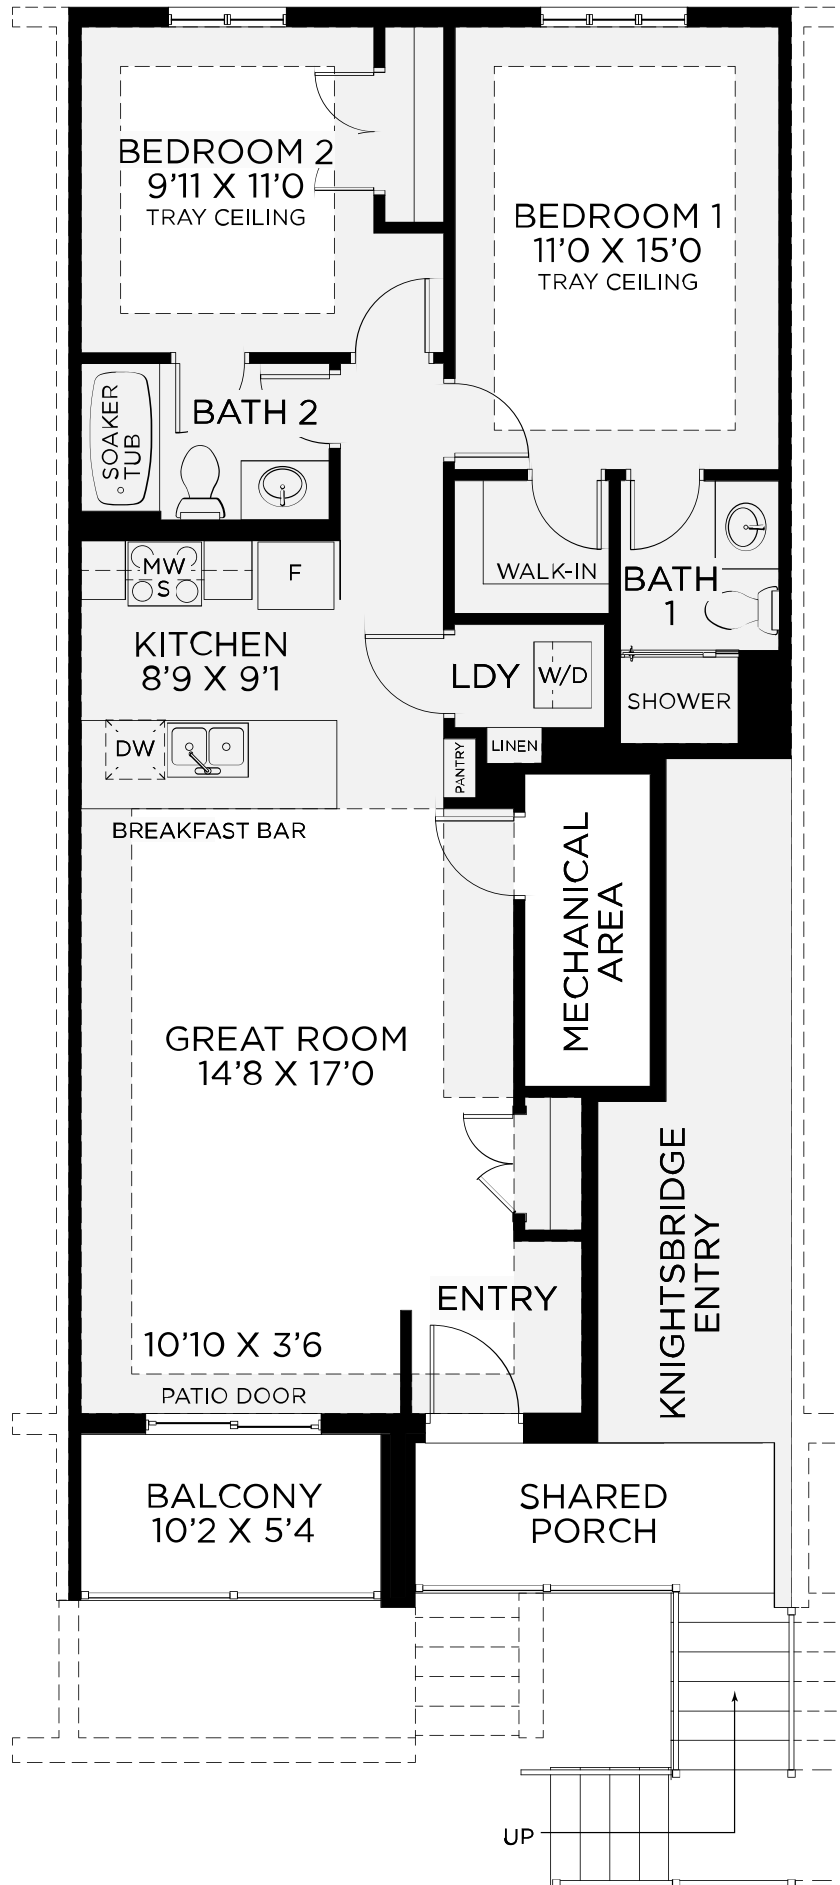 BEDROOM 2
9'11 X 11'0
TRAY CEILING
BEDROOM 1
11'0 X 15'0
TRAY CEILING
SOAKER
TUB
BATH 2
WALK-IN
BATH
1
MW
S
F
KITCHEN
8'9 X 9'1
LDY
W/D
SHOWER
DW
LINEN
PANTRY
BREAKFAST BAR
MECHANICAL
AREA
GREAT ROOM
14'8 X 17'0
KNIGHTSBRIDGE
ENTRY
ENTRY
10'10 X 3'6
PATIO DOOR
BALCONY
10'2 X 5'4
SHARED
PORCH
UP